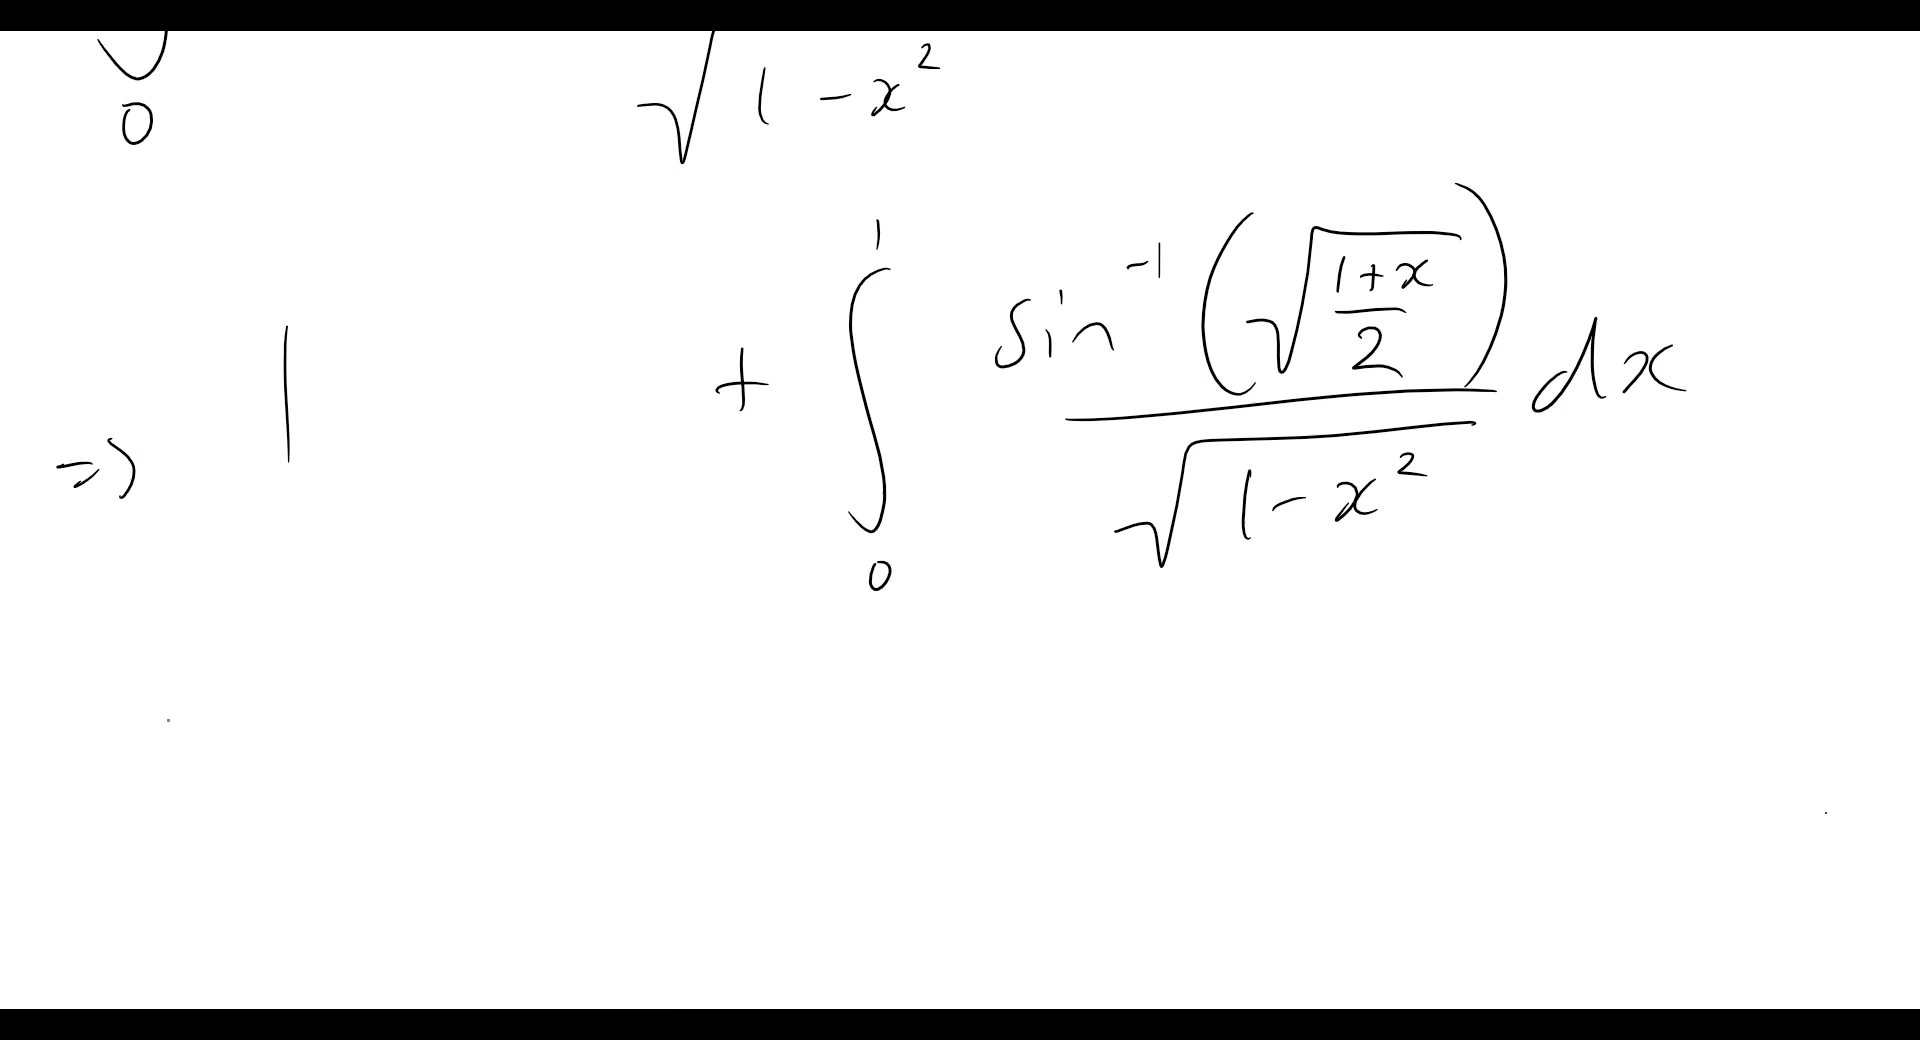 0 √ 1 - x²
⇒ | + ∫₀¹ sin⁻¹(√((1+x)/2)) / √(1-x²) dx